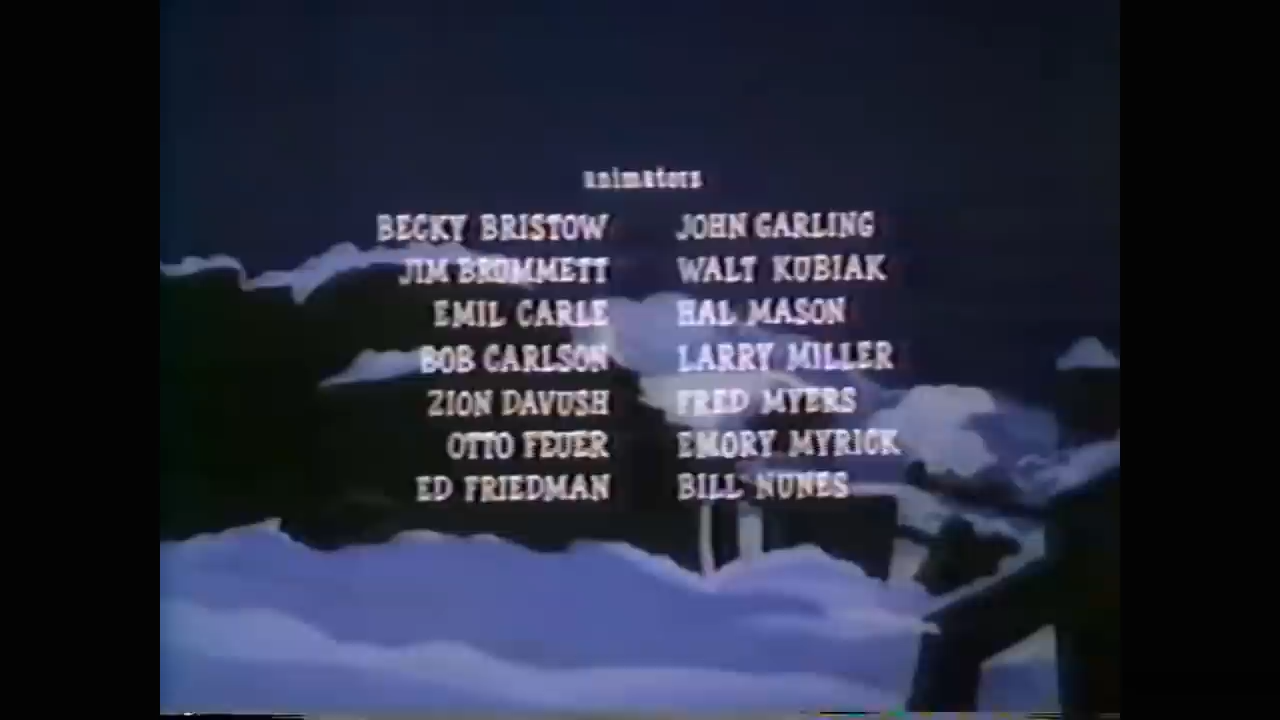 animators
BECKY BRISTOW JOHN GARLING
JIM BROMMETT WALT KUBIAK
EMIL CARLE HAL MASON
BOB CARLSON LARRY MILLER
ZION DAVUSH FRED MYERS
OTTO FEUER EMORY MYRICK
ED FRIEDMAN BILL NUNES